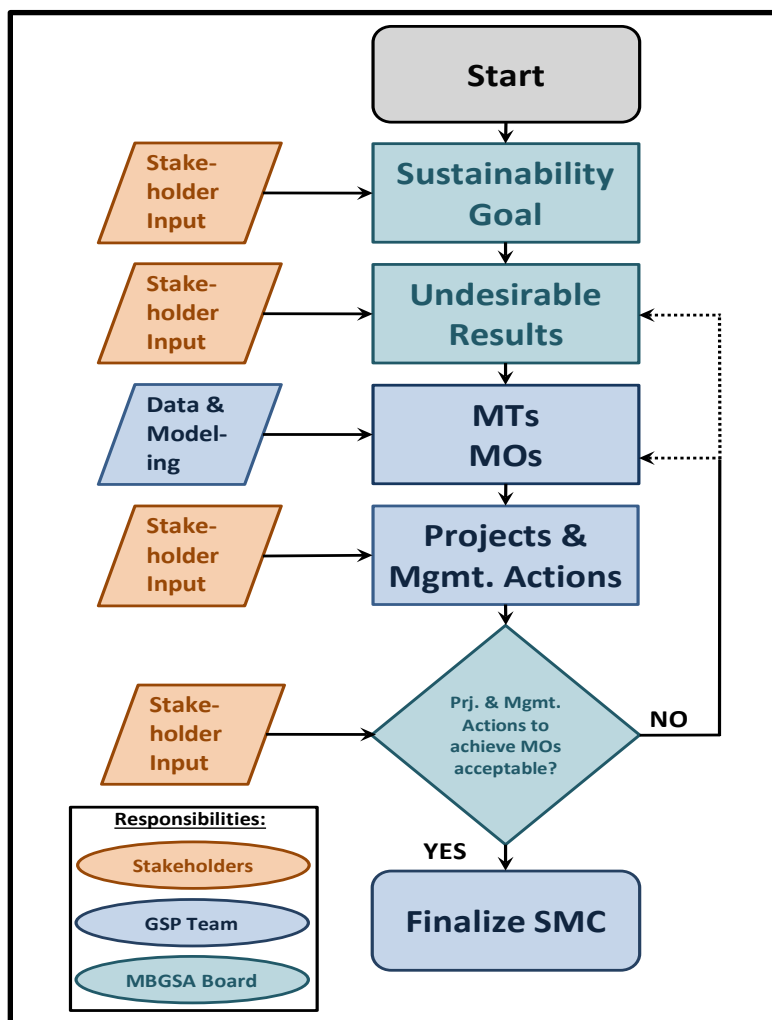 Start
Stake-
holder
Input
Sustainability
Goal
Stake-
holder
Input
Undesirable
Results
Data &
Model-
ing
MTs
MOs
Stake-
holder
Input
Projects &
Mgmt. Actions
Stake-
holder
Input
Prj. & Mgmt.
Actions to
achieve MOs
acceptable?
NO
YES
Finalize SMC
Responsibilities:
Stakeholders
GSP Team
MBGSA Board